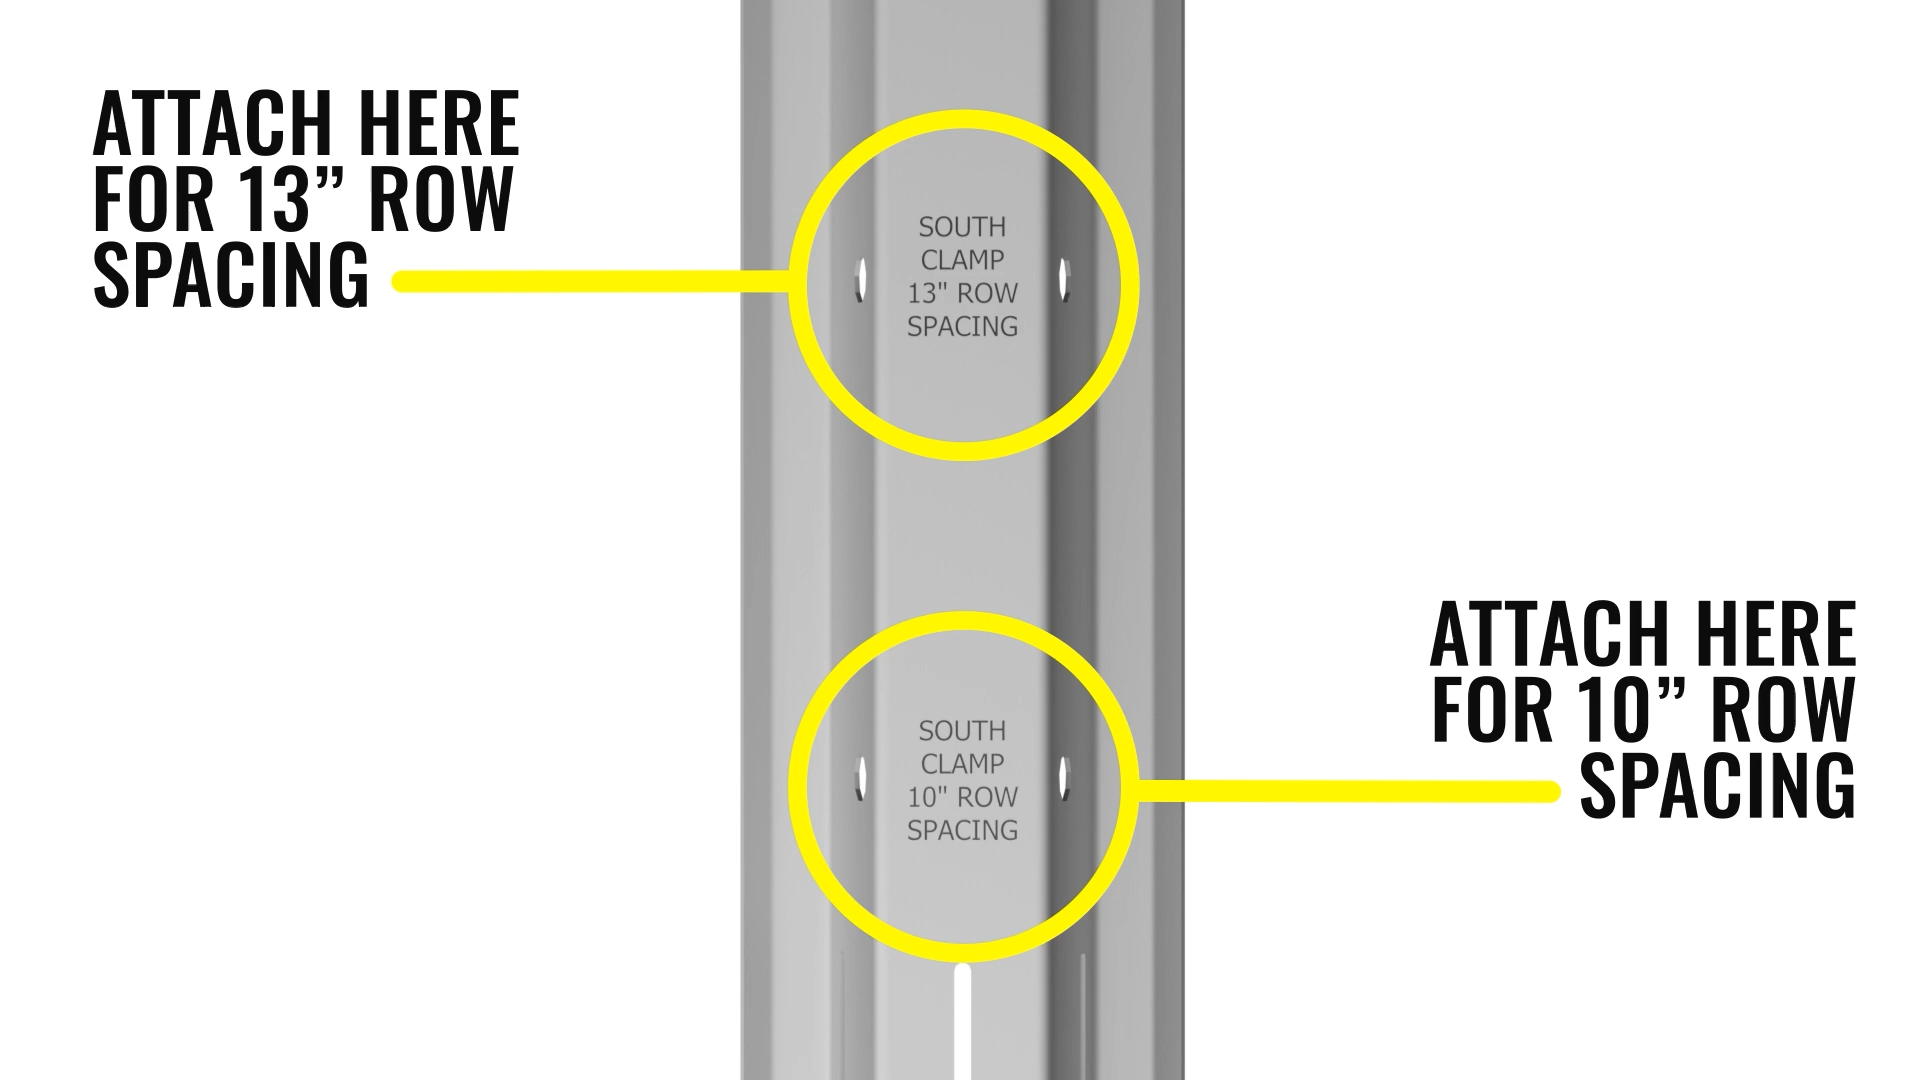 ATTACH HERE
FOR 13” ROW
SPACING
SOUTH
CLAMP
13" ROW
SPACING
SOUTH
CLAMP
10" ROW
SPACING
ATTACH HERE
FOR 10” ROW
SPACING